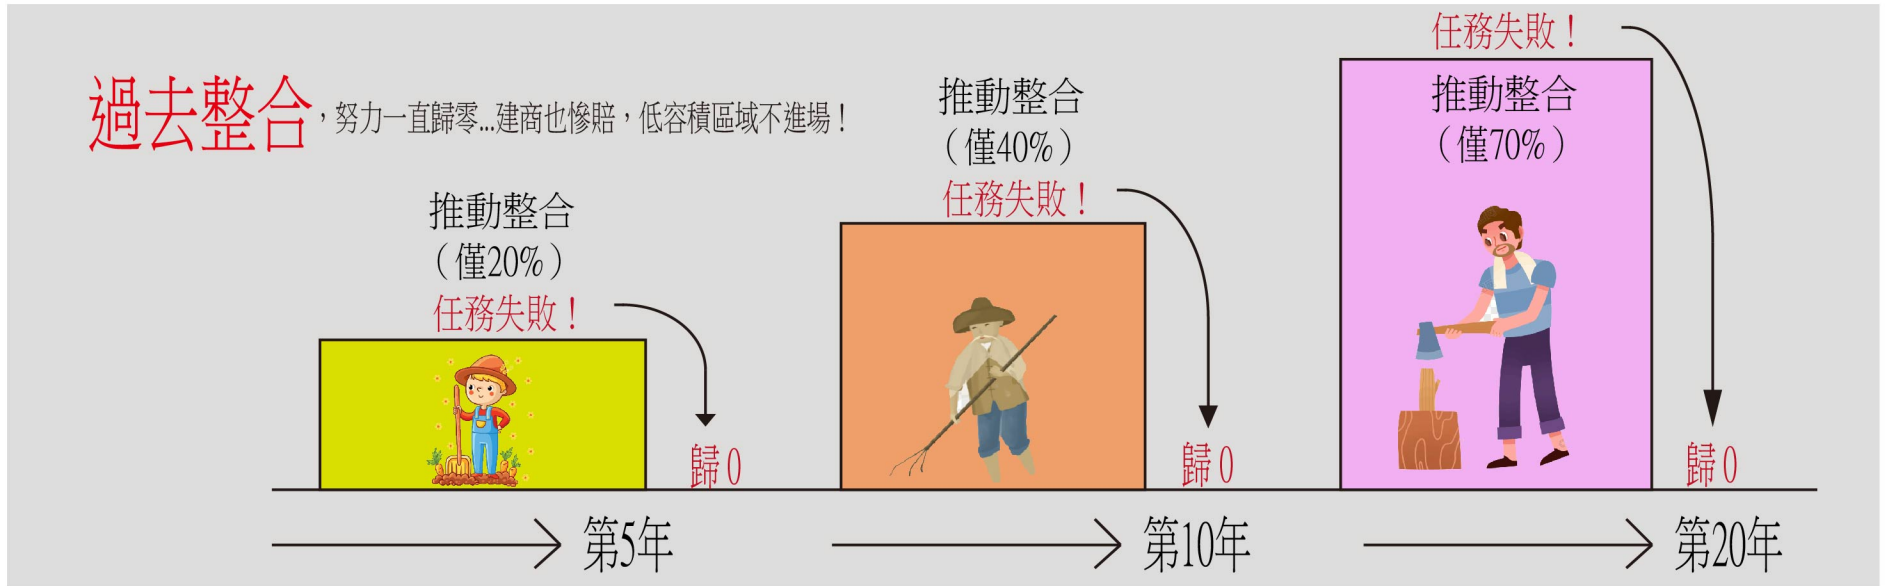 過去整合，努力一直歸零...建商也慘賠，低容積區域不進場！
推動整合
（僅20%）
任務失敗！
歸0
第5年
推動整合
（僅40%）
任務失敗！
歸0
第10年
任務失敗！
推動整合
（僅70%）
歸0
第20年